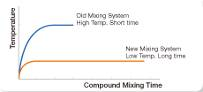 Temperature
Old Mixing System
High Temp. Short time
New Mixing System
Low Temp. Long time
Compound Mixing Time